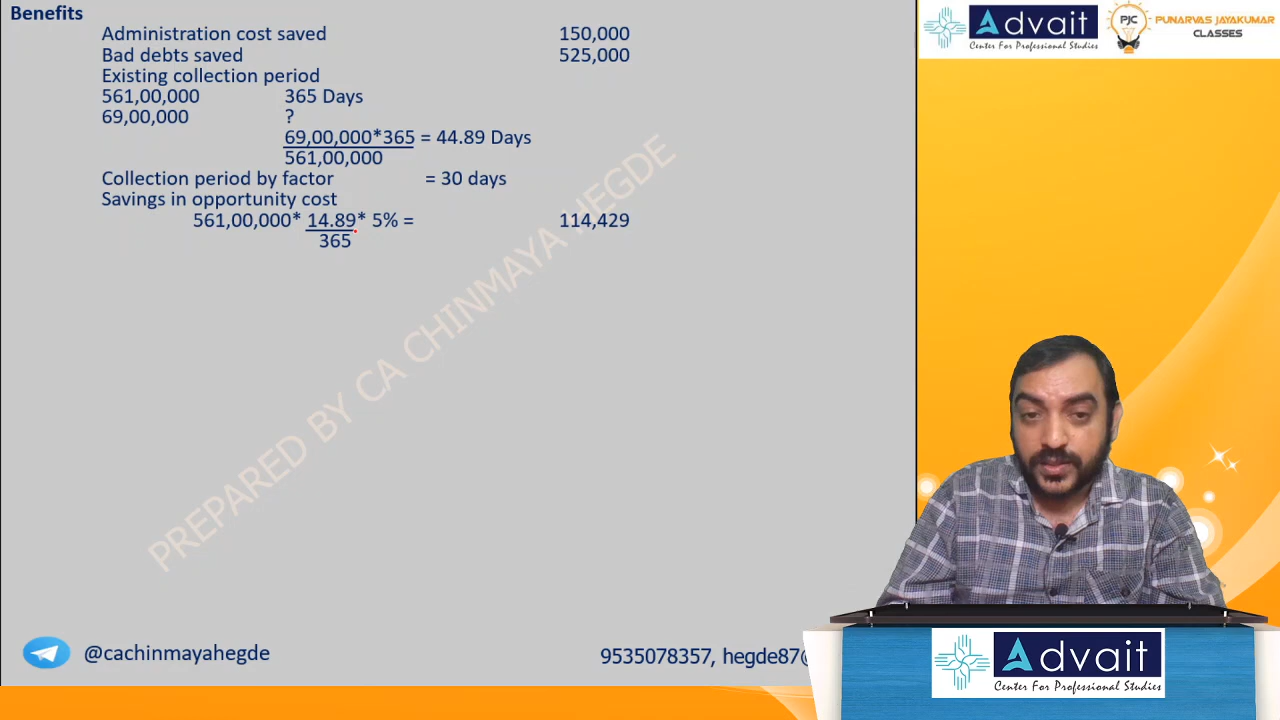 Benefits
Administration cost saved 150,000
Bad debts saved 525,000
Existing collection period
561,00,000 365 Days
69,00,000 ?
69,00,000*365 = 44.89 Days
561,00,000
Collection period by factor = 30 days
Savings in opportunity cost
561,00,000* 14.89* 5% = 114,429
365
PREPARED BY CA CHINMAYA HEGDE
@cachinmayahegde
9535078357, hegde87@
Advait
Center For Professional Studies
PJC
PUNARVAS JAYAKUMAR
CLASSES
Advait
Center For Professional Studies